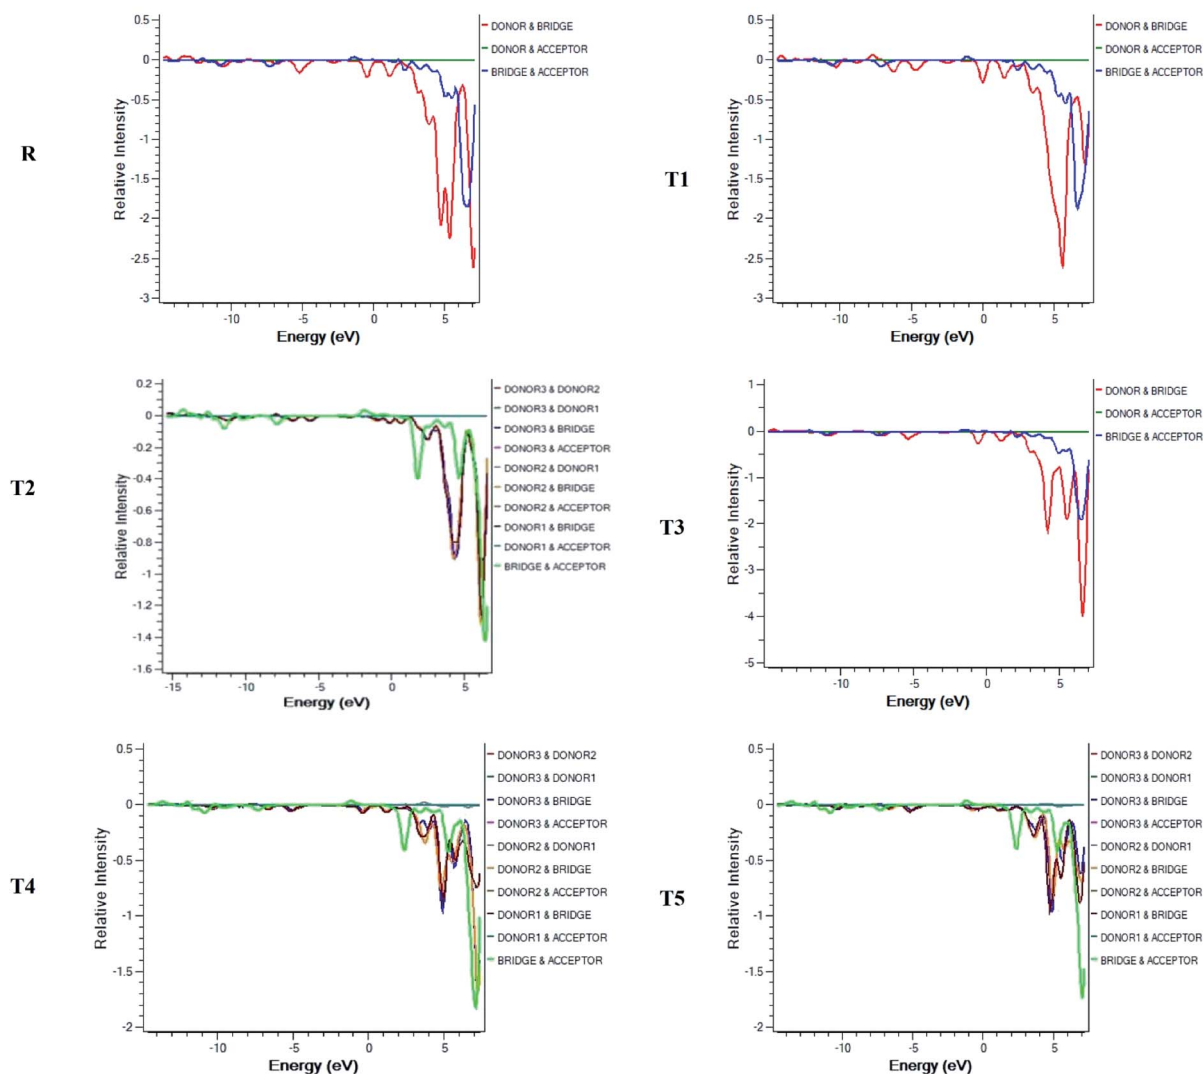 R
Relative Intensity
0.5
0
-0.5
-1
-1.5
-2
-2.5
-3
-10
-5
0
5
Energy (eV)
DONOR & BRIDGE
DONOR & ACCEPTOR
BRIDGE & ACCEPTOR
T1
Relative Intensity
0.5
0
-0.5
-1
-1.5
-2
-2.5
-3
-10
-5
0
5
Energy (eV)
DONOR & BRIDGE
DONOR & ACCEPTOR
BRIDGE & ACCEPTOR
T2
Relative Intensity
0.2
0
-0.2
-0.4
-0.6
-0.8
-1
-1.2
-1.4
-1.6
-15
-10
-5
0
5
Energy (eV)
DONOR3 & DONOR2
DONOR3 & DONOR1
DONOR3 & BRIDGE
DONOR3 & ACCEPTOR
DONOR2 & DONOR1
DONOR2 & BRIDGE
DONOR2 & ACCEPTOR
DONOR1 & BRIDGE
DONOR1 & ACCEPTOR
BRIDGE & ACCEPTOR
T3
Relative Intensity
1
0
-1
-2
-3
-4
-5
-10
-5
0
5
Energy (eV)
DONOR & BRIDGE
DONOR & ACCEPTOR
BRIDGE & ACCEPTOR
T4
Relative Intensity
0.5
0
-0.5
-1
-1.5
-2
-10
-5
0
5
Energy (eV)
DONOR3 & DONOR2
DONOR3 & DONOR1
DONOR3 & BRIDGE
DONOR3 & ACCEPTOR
DONOR2 & DONOR1
DONOR2 & BRIDGE
DONOR2 & ACCEPTOR
DONOR1 & BRIDGE
DONOR1 & ACCEPTOR
BRIDGE & ACCEPTOR
T5
Relative Intensity
0.5
0
-0.5
-1
-1.5
-2
-10
-5
0
5
Energy (eV)
DONOR3 & DONOR2
DONOR3 & DONOR1
DONOR3 & BRIDGE
DONOR3 & ACCEPTOR
DONOR2 & DONOR1
DONOR2 & BRIDGE
DONOR2 & ACCEPTOR
DONOR1 & BRIDGE
DONOR1 & ACCEPTOR
BRIDGE & ACCEPTOR